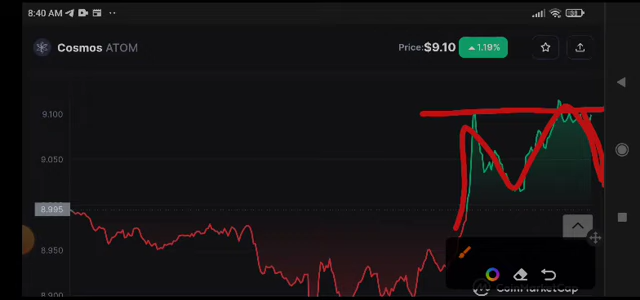 8:40 AM
Cosmos ATOM
Price:$9.10 1.19%
9.100
9.050
8.995
8.950
8.900
CoinMarketCap